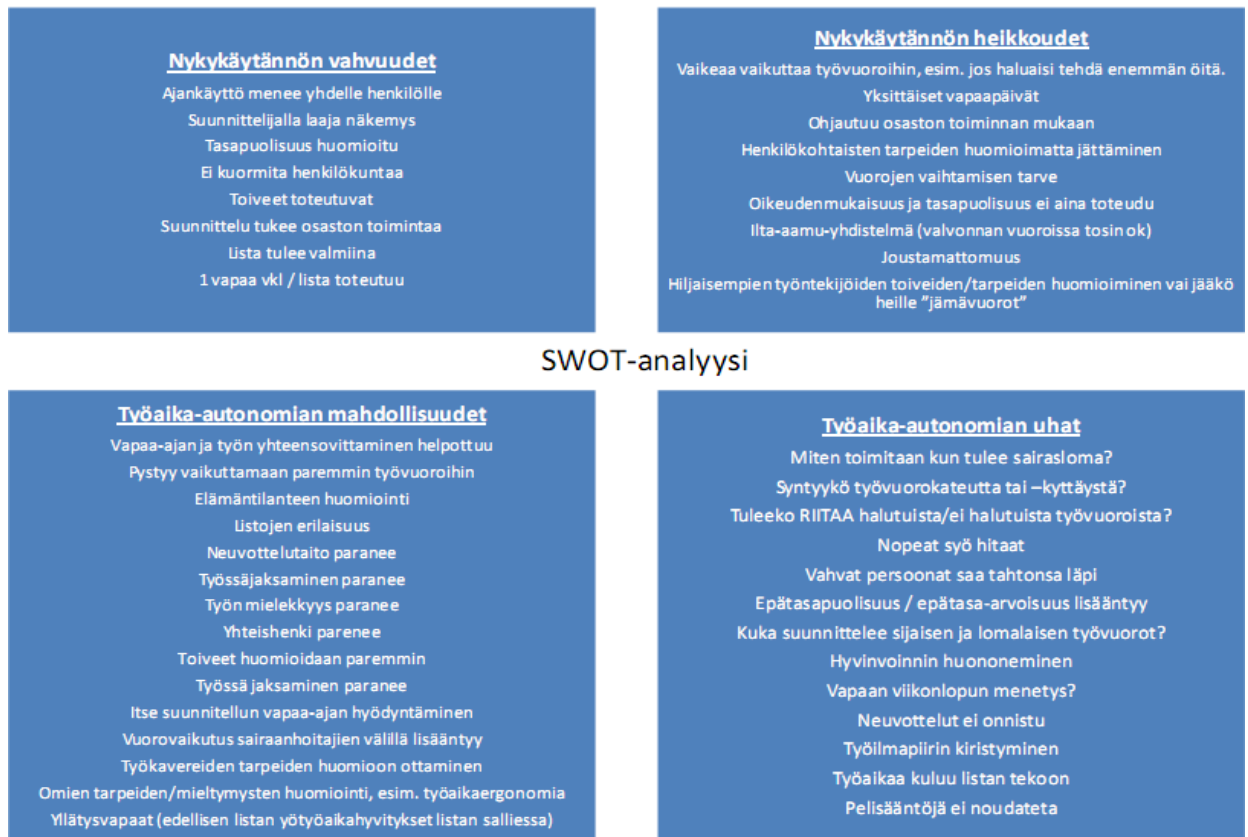 Nykykäytännön vahvuudet
Ajankäyttö menee yhdelle henkilölle
Suunnittelijalla laaja näkemys
Tasapuolisuus huomioitu
Ei kuormita henkilökuntaa
Toiveet toteutuvat
Suunnittelu tukee osaston toimintaa
Lista tulee valmiina
1 vapaa vkl / lista toteutuu
Nykykäytännön heikkoudet
Vaikeaa vaikuttaa työvuoroihin, esim. jos haluaisi tehdä enemmän öitä.
Yksittäiset vapaapäivät
Ohjautuu osaston toiminnan mukaan
Henkilökohtaisten tarpeiden huomioimatta jättäminen
Vuorojen vaihtamisen tarve
Oikeudenmukaisuus ja tasapuolisuus ei aina toteudu
Ilta-aamu-yhdistelmä (valvonnan vuoroissa tosin ok)
Joustamattomuus
Hiljaisempien työntekijöiden toiveiden/tarpeiden huomioiminen vai jääkö
heille ”jämävuorot”
SWOT-analyysi
Työaika-autonomian mahdollisuudet
Vapaa-ajan ja työn yhteensovittaminen helpottuu
Pystyy vaikuttamaan paremmin työvuoroihin
Elämäntilanteen huomiointi
Listojen erilaisuus
Neuvottelutaito paranee
Työssäjaksaminen paranee
Työn mielekkyys paranee
Yhteishenki parenee
Toiveet huomioidaan paremmin
Työssä jaksaminen paranee
Itse suunnitellun vapaa-ajan hyödyntäminen
Vuorovaikutus sairaanhoitajien välillä lisääntyy
Työkavereiden tarpeiden huomioon ottaminen
Omien tarpeiden/mieltymysten huomiointi, esim. työaikaergonomia
Yllätysvapaat (edellisen listan yötyöaikahyvitykset listan salliessa)
Työaika-autonomian uhat
Miten toimitaan kun tulee sairasloma?
Syntyykö työvuorokateutta tai –kyttäystä?
Tuleeko RIITAA halutuista/ei halutuista työvuoroista?
Nopeat syö hitaat
Vahvat persoonat saa tahtonsa läpi
Epätasapuolisuus / epätasa-arvoisuus lisääntyy
Kuka suunnittelee sijaisen ja lomalaisen työvuorot?
Hyvinvoinnin huononeminen
Vapaan viikonlopun menetys?
Neuvottelut ei onnistu
Työilmapiirin kiristyminen
Työaikaa kuluu listan tekoon
Pelisääntöjä ei noudateta